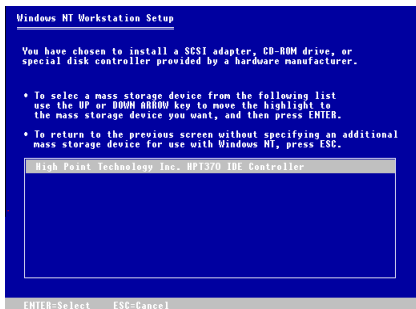 Windows NT Workstation Setup
You have chosen to install a SCSI adapter, CD-ROM drive, or
special disk controller provided by a hardware manufacturer.
• To selec a mass storage device from the following list
use the UP or DOWN ARROW key to move the highlight to
the mass storage device you want, and then press ENTER.
• To return to the previous screen without specifying an additional
mass storage device for use with Windows NT, press ESC.
High Point Technology Inc. HPT370 IDE Controller
ENTER=Select ESC=Cancel